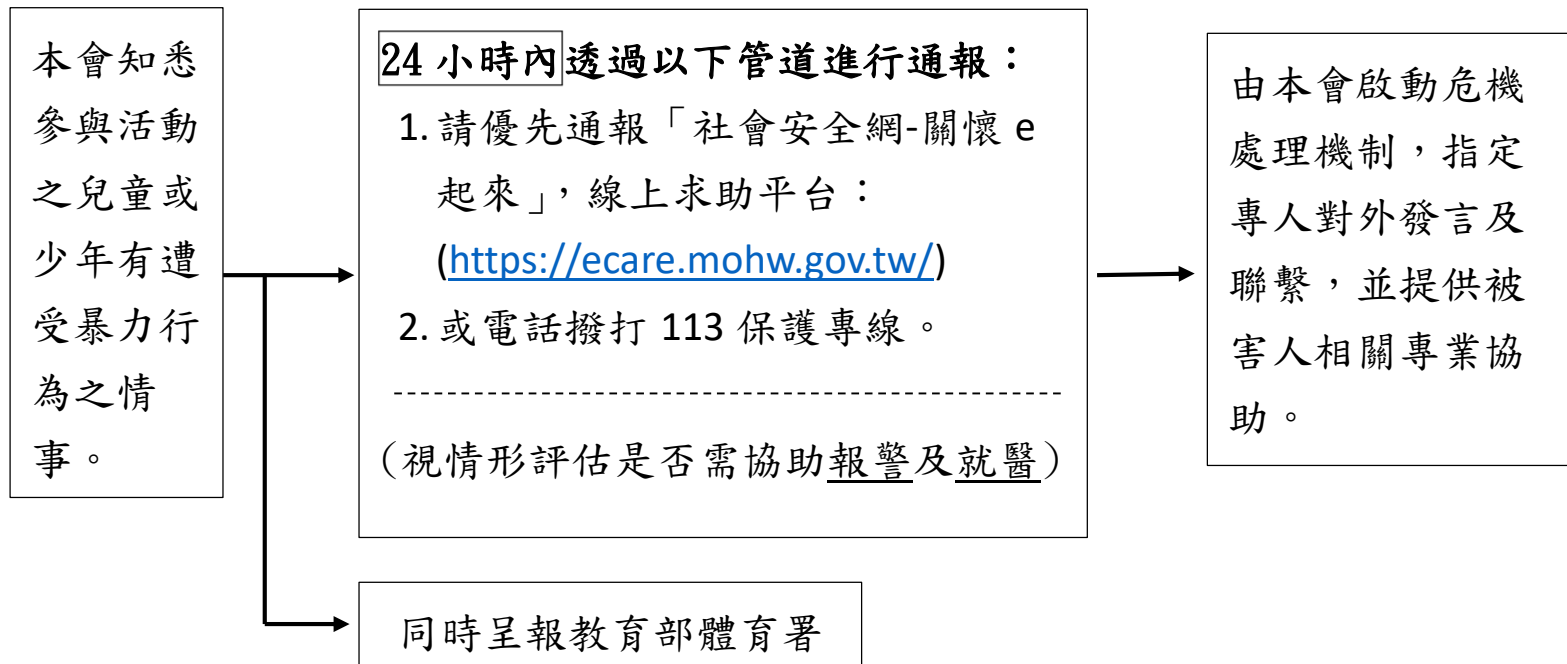 本會知悉
參與活動
之兒童或
少年有遭
受暴力行
為之情
事。
24 小時內透過以下管道進行通報：
1. 請優先通報「社會安全網-關懷 e
起來」，線上求助平台：
(https://ecare.mohw.gov.tw/)
2. 或電話撥打 113 保護專線。
（視情形評估是否需協助報警及就醫）
同時呈報教育部體育署
由本會啟動危機
處理機制，指定
專人對外發言及
聯繫，並提供被
害人相關專業協
助。